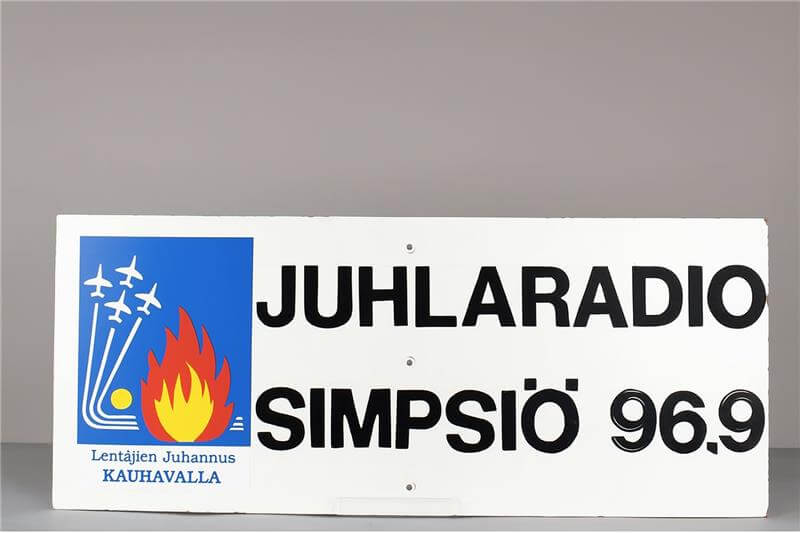 JUHLARADIO
SIMPSIÖ 96.9
Lentäjien Juhannus
KAUHAVALLA